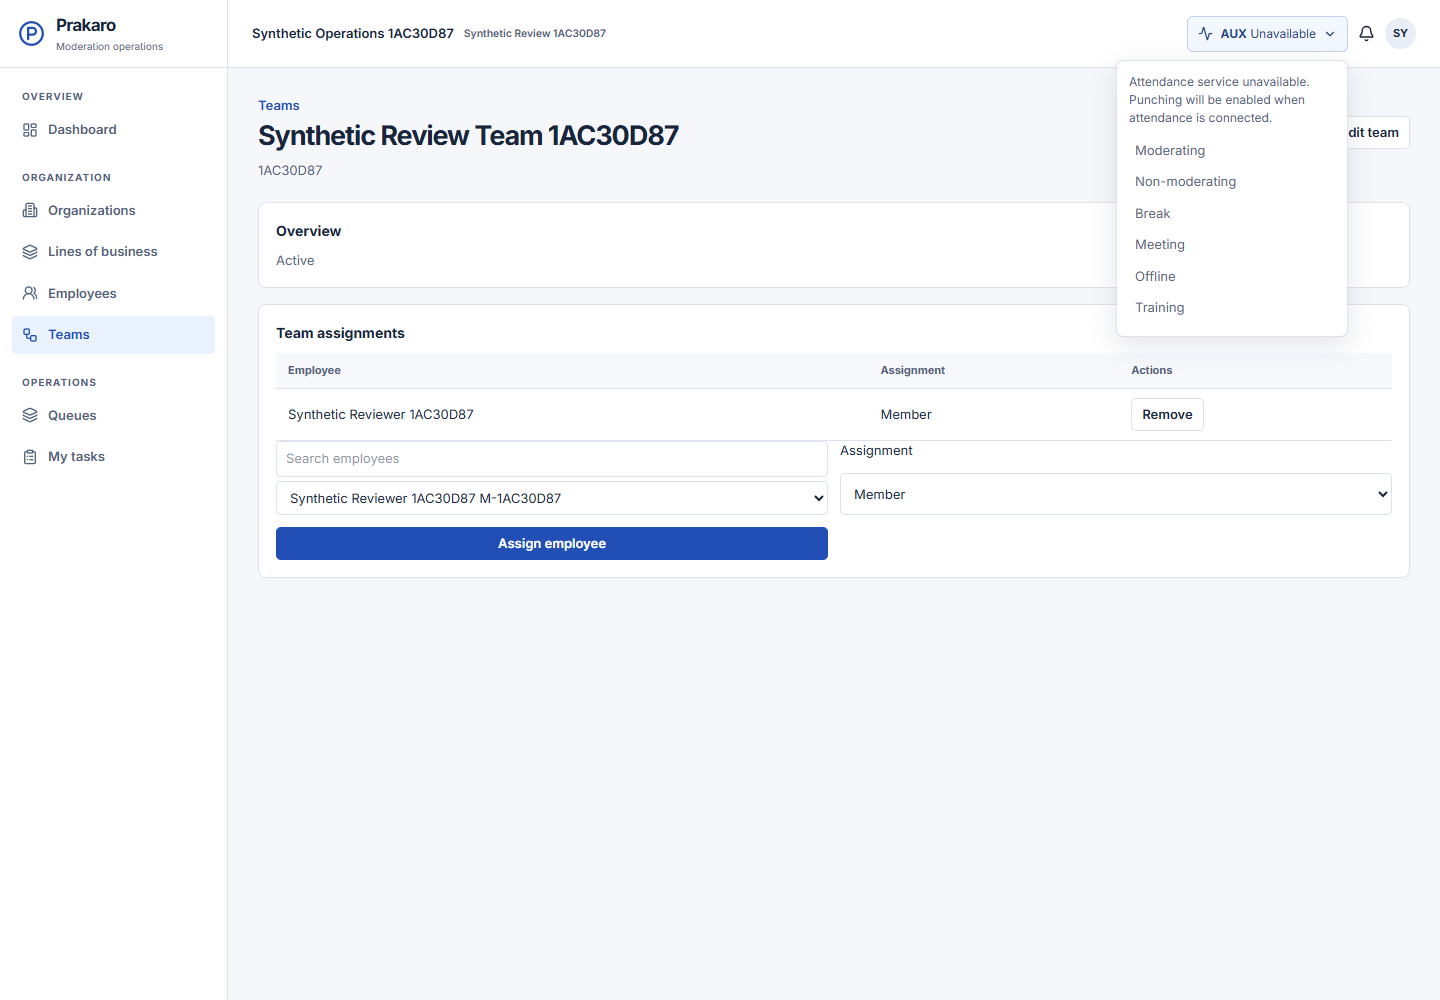 Prakaro
Moderation operations
Synthetic Operations 1AC30D87 Synthetic Review 1AC30D87
AUX Unavailable
SY
OVERVIEW
Dashboard
ORGANIZATION
Organizations
Lines of business
Employees
Teams
OPERATIONS
Queues
My tasks
Attendance service unavailable.
Punching will be enabled when
attendance is connected.
Moderating
Non-moderating
Break
Meeting
Offline
Training
Teams
Synthetic Review Team 1AC30D87
dit team
1AC30D87
Overview
Active
Team assignments
Employee Assignment Actions
Synthetic Reviewer 1AC30D87 Member Remove
Search employees
Assignment
Synthetic Reviewer 1AC30D87 M-1AC30D87
Member
Assign employee